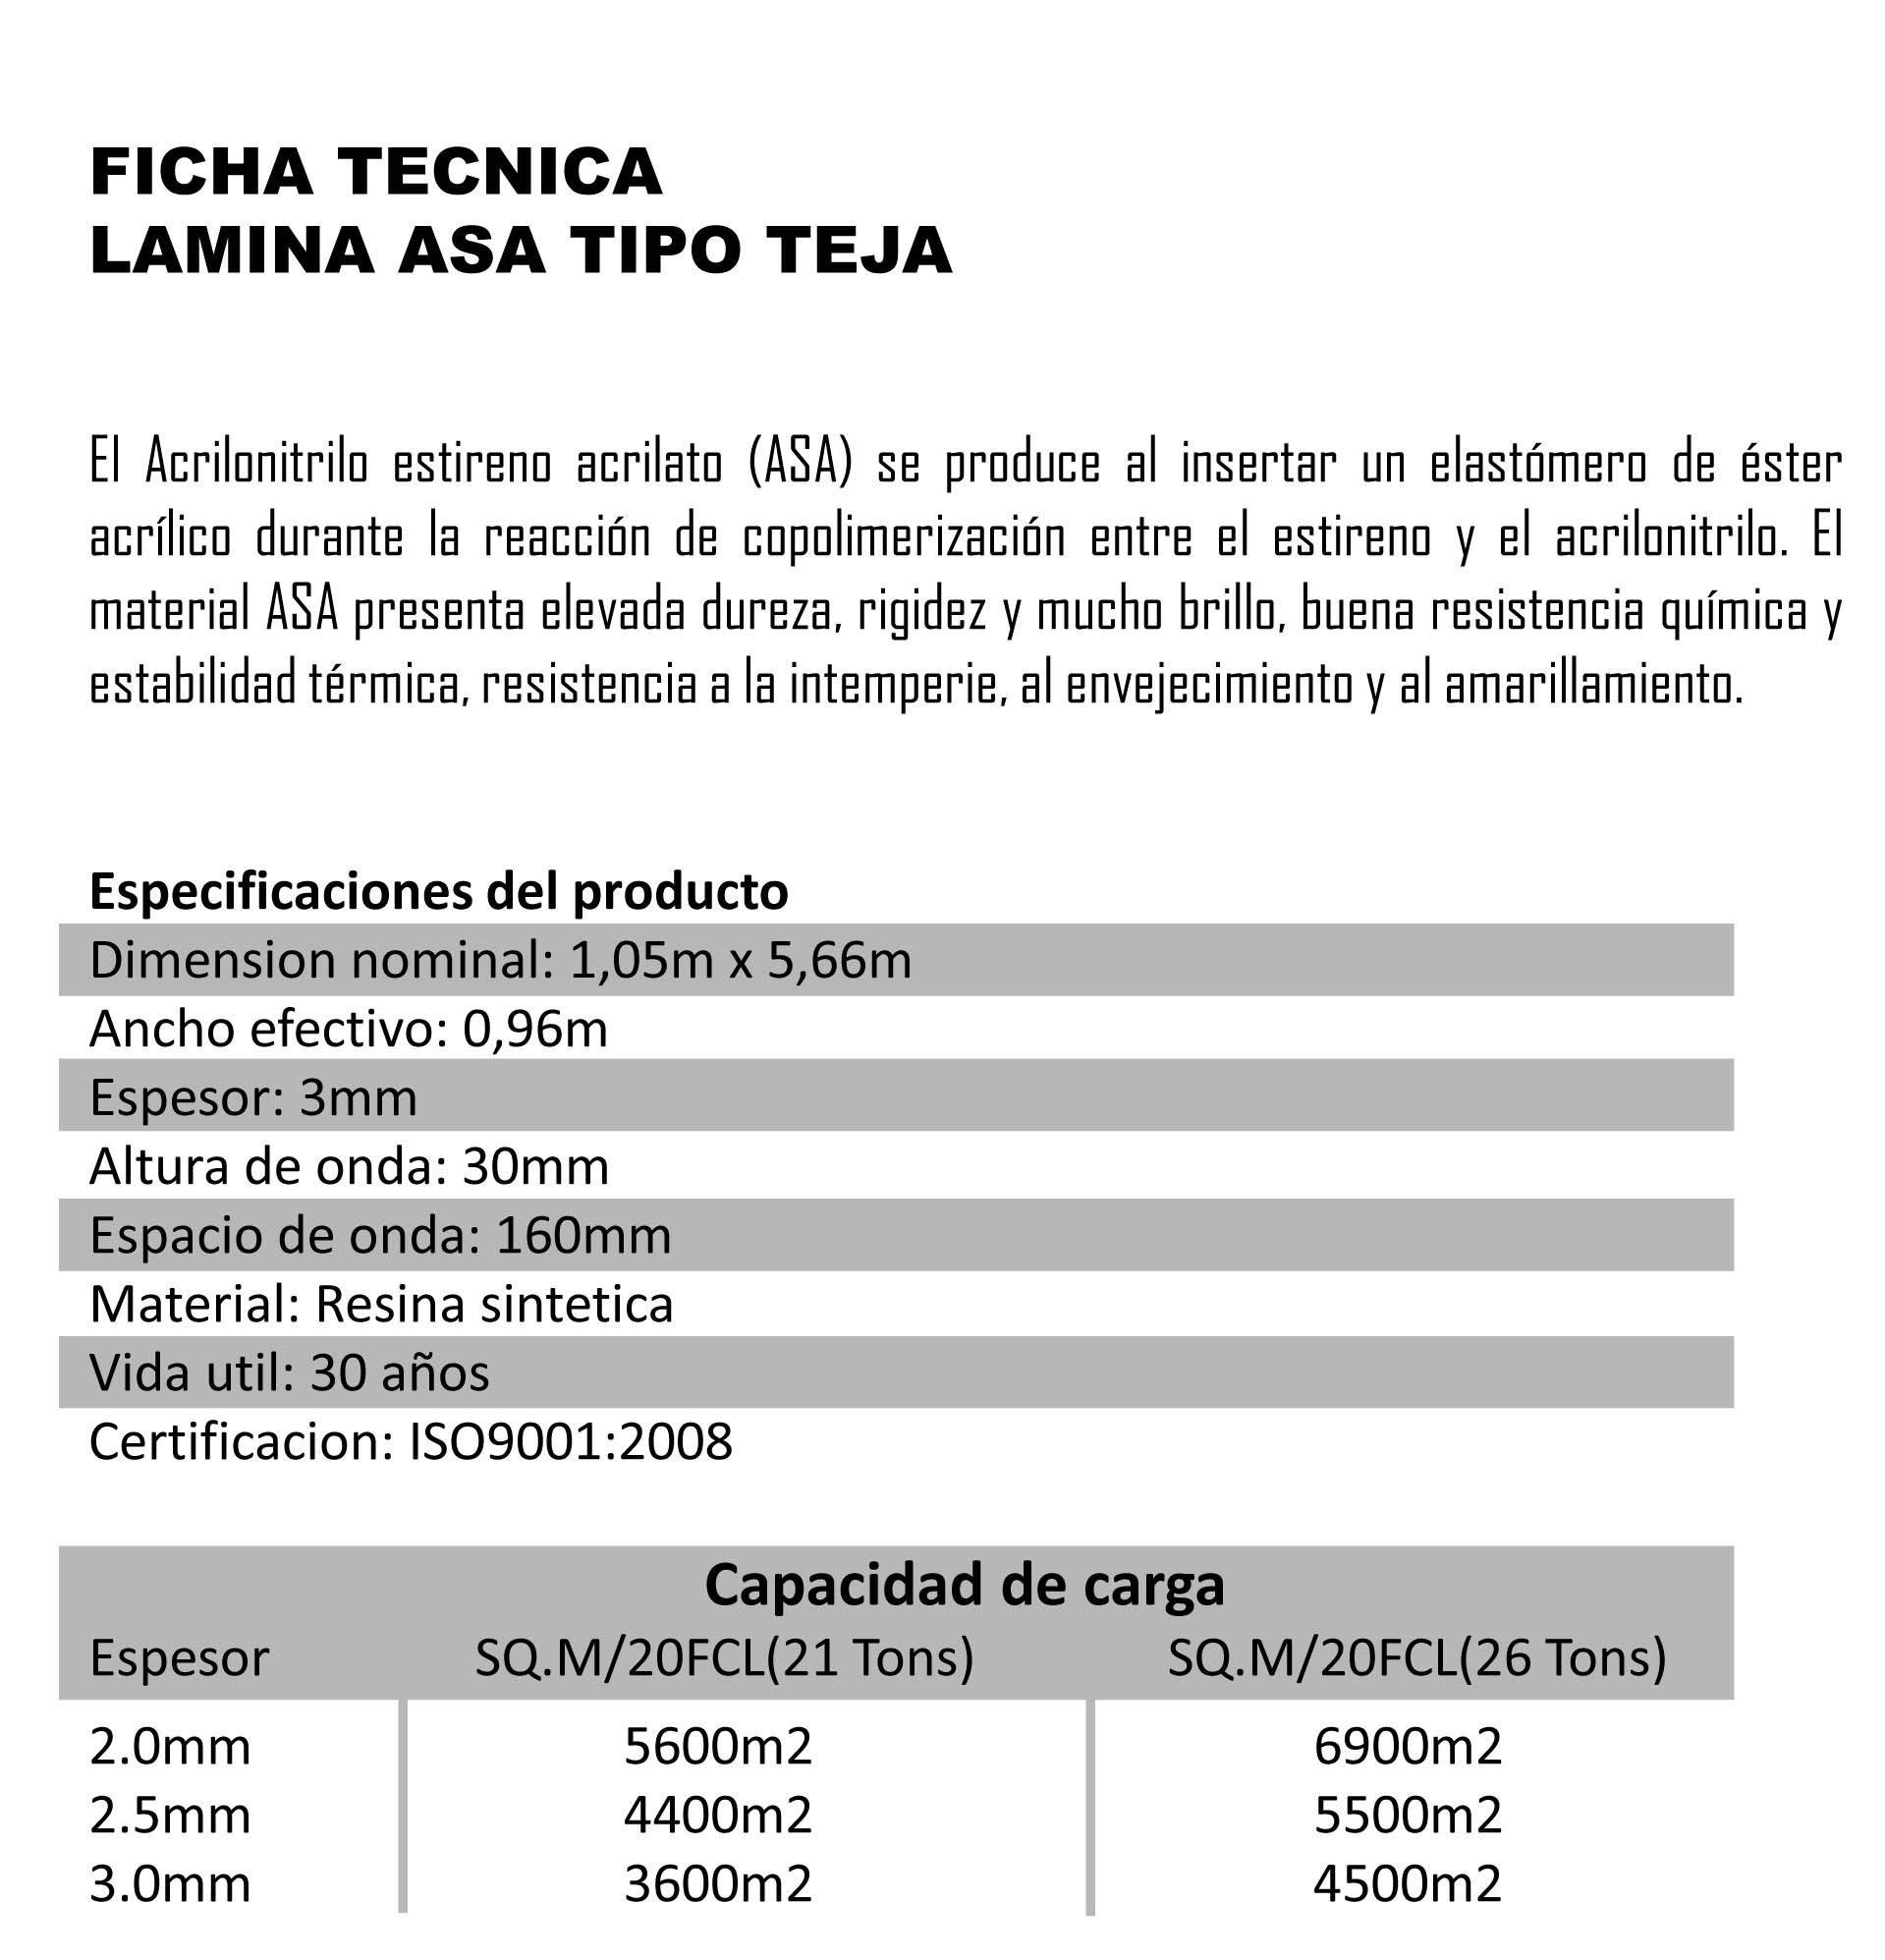 FICHA TECNICA
LAMINA ASA TIPO TEJA
El Acrilonitrilo estireno acrilato (ASA) se produce al insertar un elastómero de éster
acrílico durante la reacción de copolimerización entre el estireno y el acrilonitrilo. El
material ASA presenta elevada dureza, rigidez y mucho brillo, buena resistencia química y
estabilidad térmica, resistencia a la intemperie, al envejecimiento y al amarillamiento.
Especificaciones del producto
Dimension nominal: 1,05m x 5,66m
Ancho efectivo: 0,96m
Espesor: 3mm
Altura de onda: 30mm
Espacio de onda: 160mm
Material: Resina sintetica
Vida util: 30 años
Certificacion: ISO9001:2008
Capacidad de carga
Espesor SQ.M/20FCL(21 Tons) SQ.M/20FCL(26 Tons)
2.0mm 5600m2 6900m2
2.5mm 4400m2 5500m2
3.0mm 3600m2 4500m2